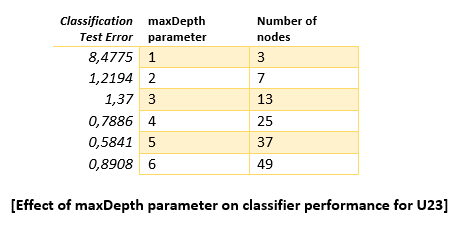 Classification Test Error maxDepth parameter Number of nodes
8,4775 1 3
1,2194 2 7
1,37 3 13
0,7886 4 25
0,5841 5 37
0,8908 6 49
[Effect of maxDepth parameter on classifier performance for U23]